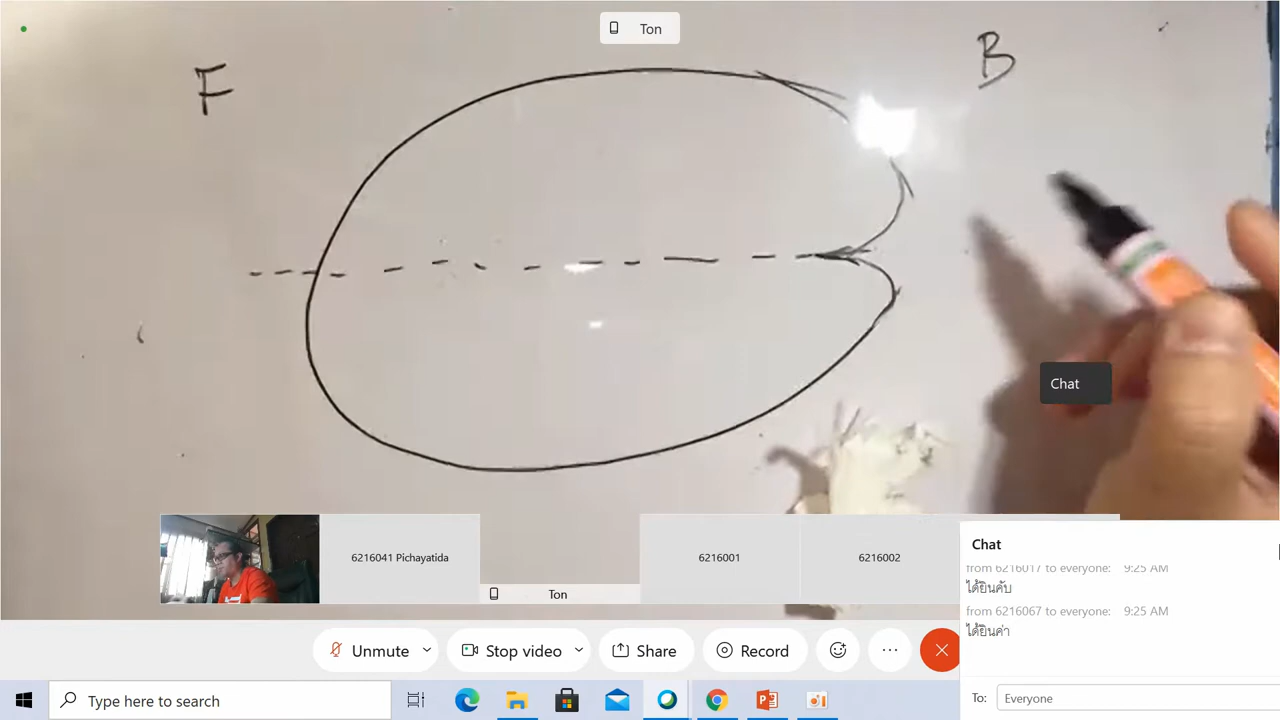 Ton
F
B
Chat
6216041 Pichayatida
Ton
6216001
6216002
Chat
from 6216017 to everyone: 9:25 AM
ได้ยินคับ
from 6216067 to everyone: 9:25 AM
ได้ยินค่า
To: Everyone
Unmute
Stop video
Share
Record
Type here to search